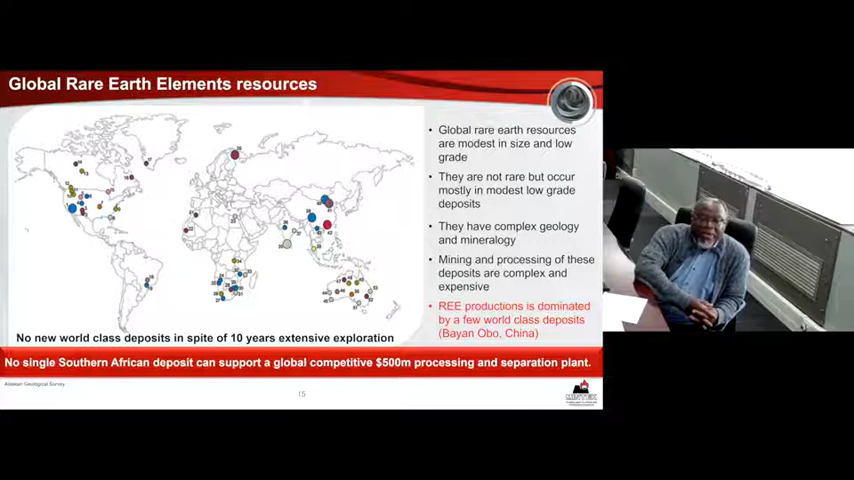 Global Rare Earth Elements resources
• Global rare earth resources
are modest in size and low
grade
• They are not rare but occur
mostly in modest low grade
deposits
• They have complex geology
and mineralogy
• Mining and processing of these
deposits are complex and
expensive
• REE productions is dominated
by a few world class deposits
(Bayan Obo, China)
No new world class deposits in spite of 10 years extensive exploration
No single Southern African deposit can support a global competitive $500m processing and separation plant.
Alaskan Geological Survey
15
MINTEK